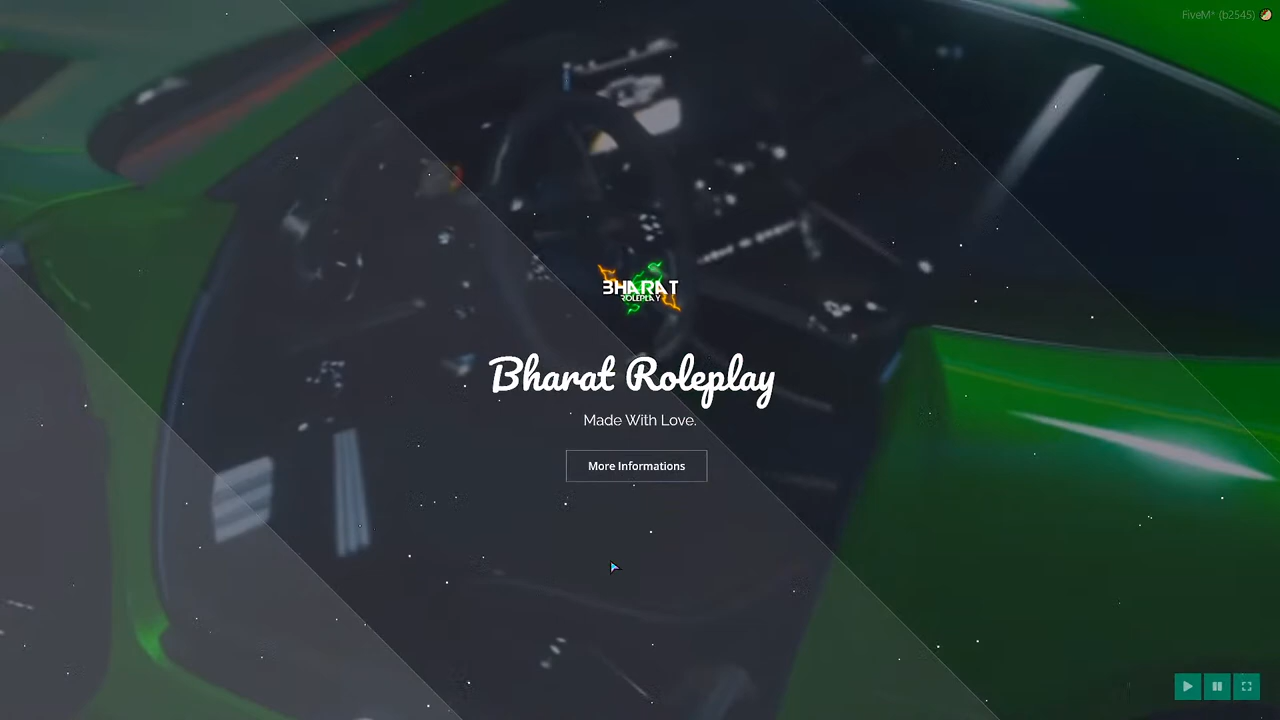 FiveM* (b2545)
BHARAT
ROLEPLAY
Bharat Roleplay
Made With Love.
More Informations